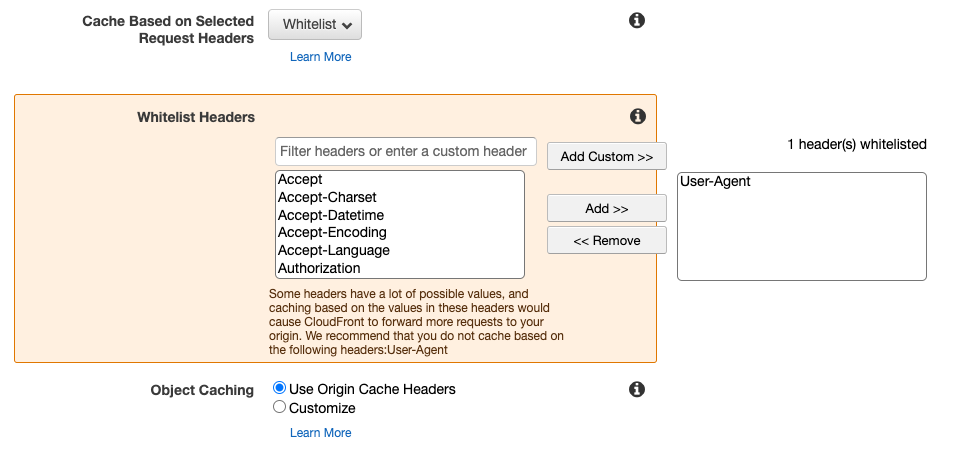 Cache Based on Selected
Request Headers
Whitelist
Learn More
Whitelist Headers
Filter headers or enter a custom header
Add Custom >>
1 header(s) whitelisted
Accept
Accept-Charset
Accept-Datetime
Accept-Encoding
Accept-Language
Authorization
Add >>
<< Remove
User-Agent
Some headers have a lot of possible values, and
caching based on the values in these headers would
cause CloudFront to forward more requests to your
origin. We recommend that you do not cache based on
the following headers:User-Agent
Object Caching
Use Origin Cache Headers
Customize
Learn More